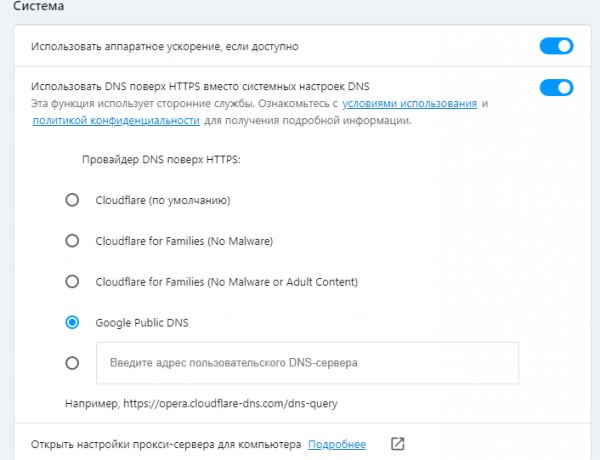 Система
Использовать аппаратное ускорение, если доступно
Использовать DNS поверх HTTPS вместо системных настроек DNS
Эта функция использует сторонние службы. Ознакомьтесь с условиями использования и
политикой конфиденциальности для получения подробной информации.
Провайдер DNS поверх HTTPS:
Cloudflare (по умолчанию)
Cloudflare for Families (No Malware)
Cloudflare for Families (No Malware or Adult Content)
Google Public DNS
Введите адрес пользовательского DNS-сервера
Например, https://opera.cloudflare-dns.com/dns-query
Открыть настройки прокси-сервера для компьютера Подробнее